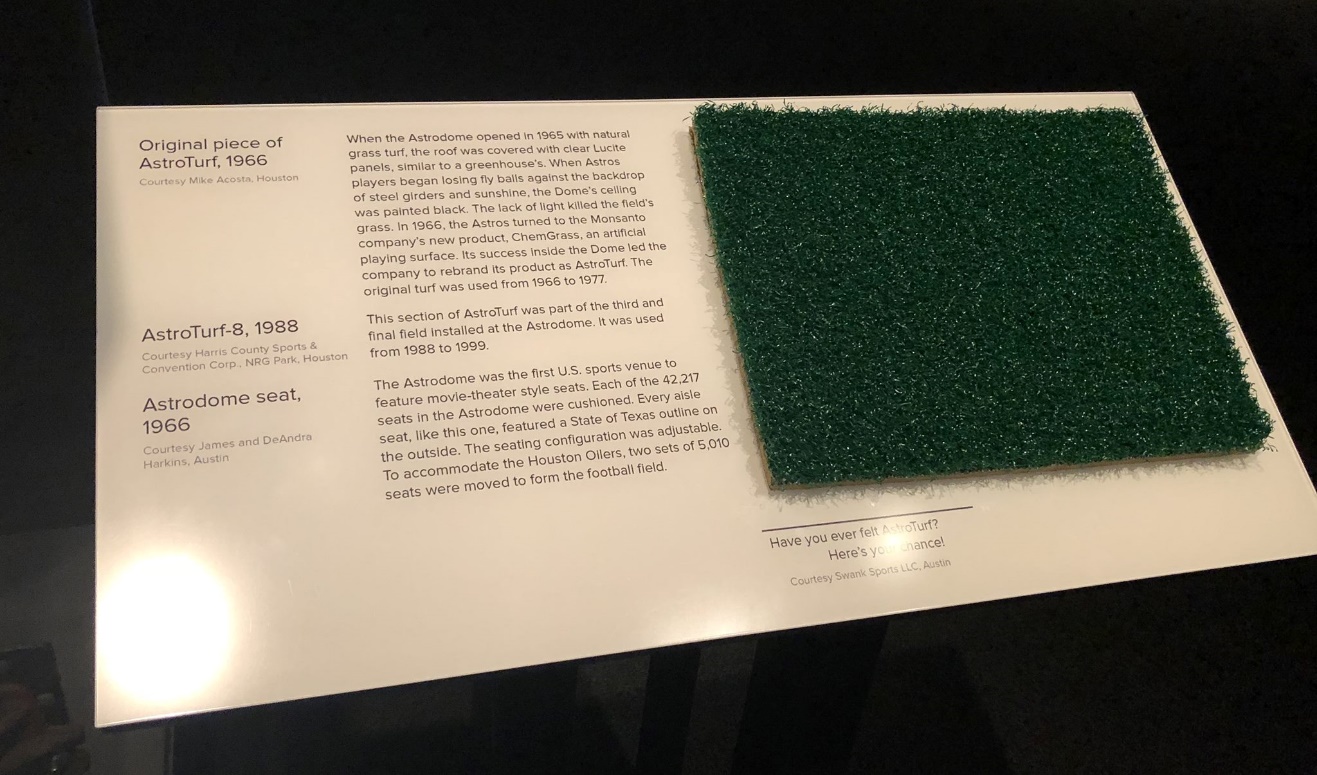 Original piece of
AstroTurf, 1966
Courtesy Mike Acosta, Houston
When the Astrodome opened in 1965 with natural
grass turf, the roof was covered with clear Lucite
panels, similar to a greenhouse's. When Astros
players began losing fly balls against the backdrop
of steel girders and sunshine, the Dome's ceiling
was painted black. The lack of light killed the field's
grass. In 1966, the Astros turned to the Monsanto
company's new product, ChemGrass, an artificial
playing surface. Its success inside the Dome led the
company to rebrand its product as AstroTurf. The
original turf was used from 1966 to 1977.
AstroTurf-8, 1988
Courtesy Harris County Sports &
Convention Corp., NRG Park, Houston
This section of AstroTurf was part of the third and
final field installed at the Astrodome. It was used
from 1988 to 1999.
Astrodome seat,
1966
Courtesy James and DeAndra
Harkins, Austin
The Astrodome was the first U.S. sports venue to
feature movie-theater style seats. Each of the 42,217
seats in the Astrodome were cushioned. Every aisle
seat, like this one, featured a State of Texas outline on
the outside. The seating configuration was adjustable.
To accommodate the Houston Oilers, two sets of 5,010
seats were moved to form the football field.
Have you ever felt AstroTurf?
Here's your chance!
Courtesy Swank Sports LLC, Austin